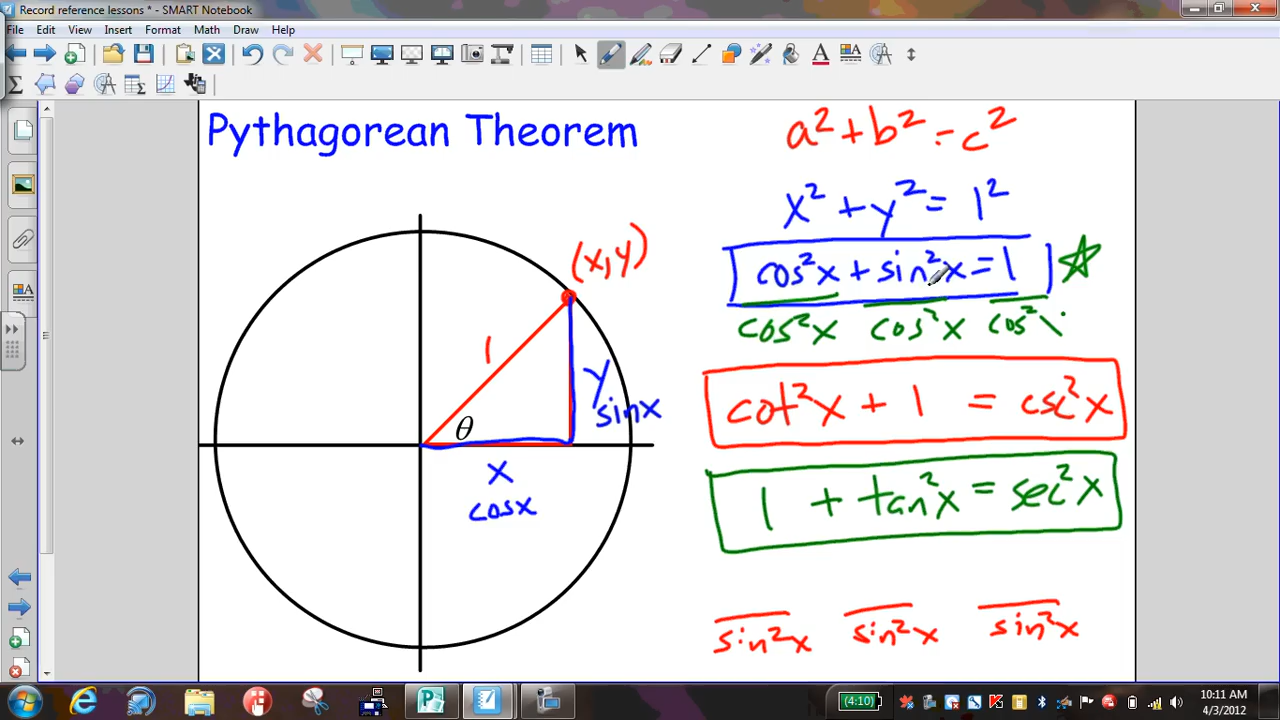 Record reference lessons * - SMART Notebook
File Edit View Insert Format Math Draw Help
Pythagorean Theorem
a² + b² = c²
x² + y² = 1²
cos²x + sin²x = 1
cos²x cos²x cos²x
(x,y)
1
y
sinx
θ
x
cosx
cot²x + 1 = csc²x
1 + tan²x = sec²x
sin²x sin²x sin²x
(4:10)
10:11 AM
4/3/2012